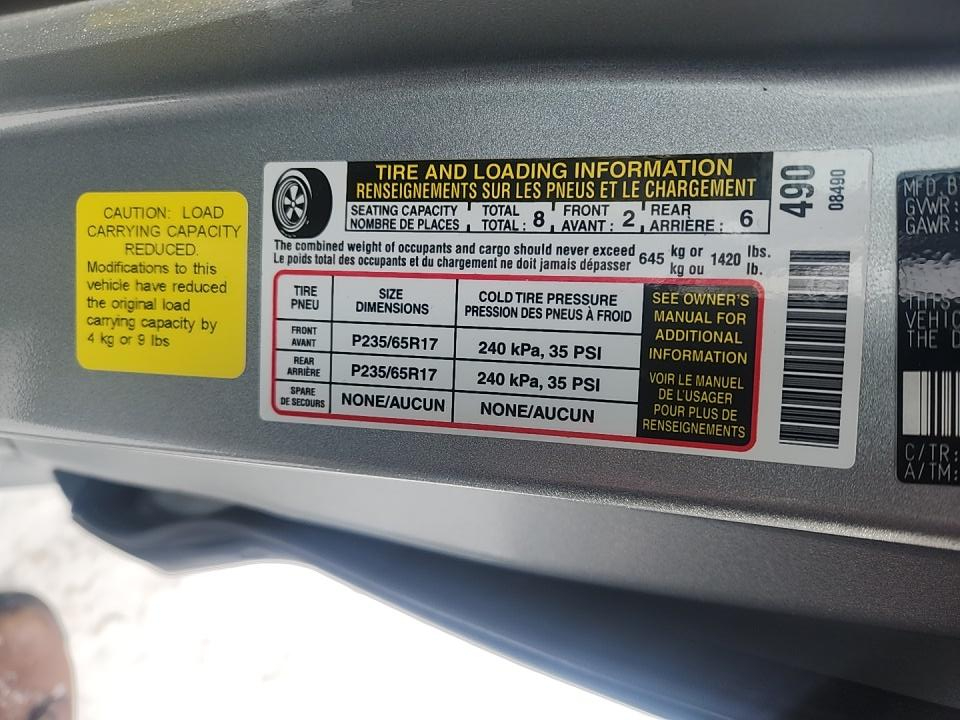 CAUTION: LOAD
CARRYING CAPACITY
REDUCED.
Modifications to this
vehicle have reduced
the original load
carrying capacity by
4 kg or 9 lbs
TIRE AND LOADING INFORMATION
RENSEIGNEMENTS SUR LES PNEUS ET LE CHARGEMENT
SEATING CAPACITY TOTAL FRONT REAR
NOMBRE DE PLACES TOTAL : 8 AVANT : 2 ARRIÈRE : 6
The combined weight of occupants and cargo should never exceed 645 kg or 1420 lbs.
Le poids total des occupants et du chargement ne doit jamais dépasser kg ou lb.
TIRE SIZE COLD TIRE PRESSURE
PNEU DIMENSIONS PRESSION DES PNEUS À FROID
FRONT
AVANT P235/65R17 240 kPa, 35 PSI
REAR
ARRIÈRE P235/65R17 240 kPa, 35 PSI
SPARE
DE SECOURS NONE/AUCUN NONE/AUCUN
SEE OWNER'S
MANUAL FOR
ADDITIONAL
INFORMATION
VOIR LE MANUEL
DE L'USAGER
POUR PLUS DE
RENSEIGNEMENTS
490
08490
MFD. B
GVWR:
GAWR:
THIS
VEHIC
THE D
C/TR:
A/TM: